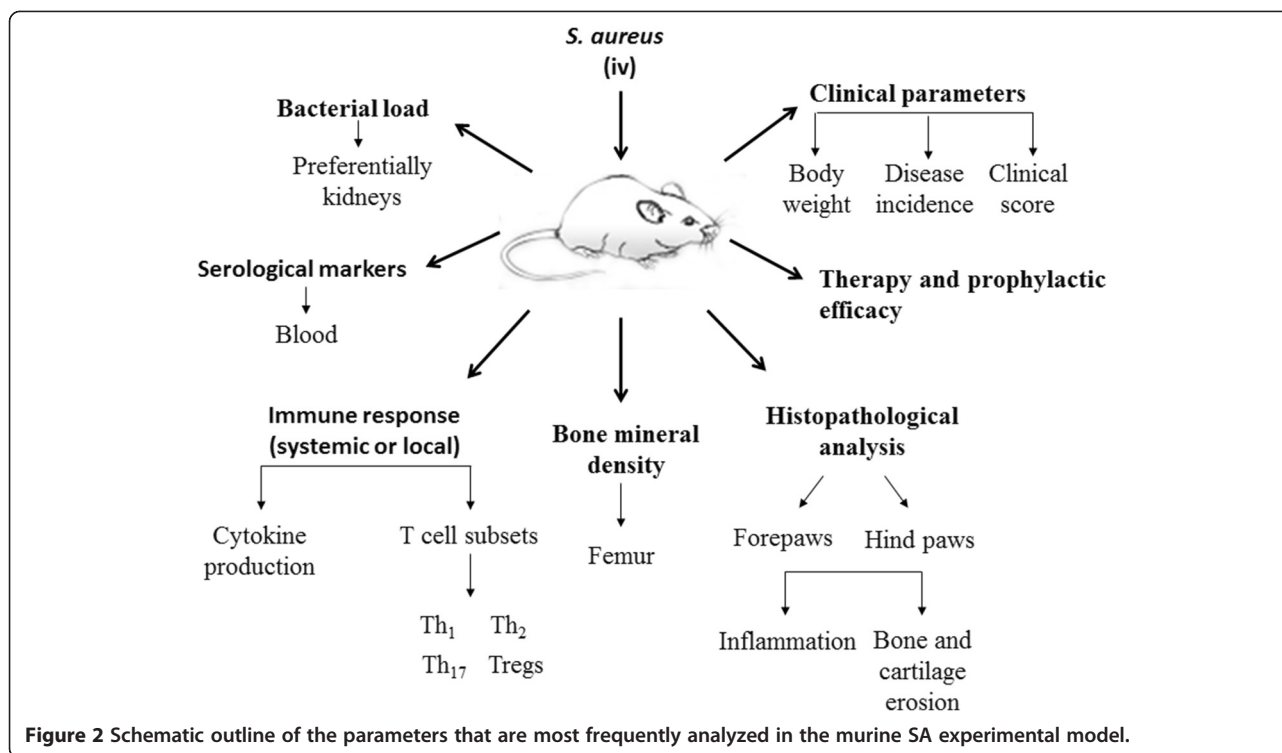 S. aureus
(iv)
Bacterial load
Preferentially
kidneys
Clinical parameters
Body
weight
Disease
incidence
Clinical
score
Serological markers
Blood
Therapy and prophylactic
efficacy
Immune response
(systemic or local)
Cytokine
production
T cell subsets
Th1 Th2
Th17 Tregs
Bone mineral
density
Femur
Histopathological
analysis
Forepaws Hind paws
Inflammation
Bone and
cartilage
erosion
Figure 2 Schematic outline of the parameters that are most frequently analyzed in the murine SA experimental model.